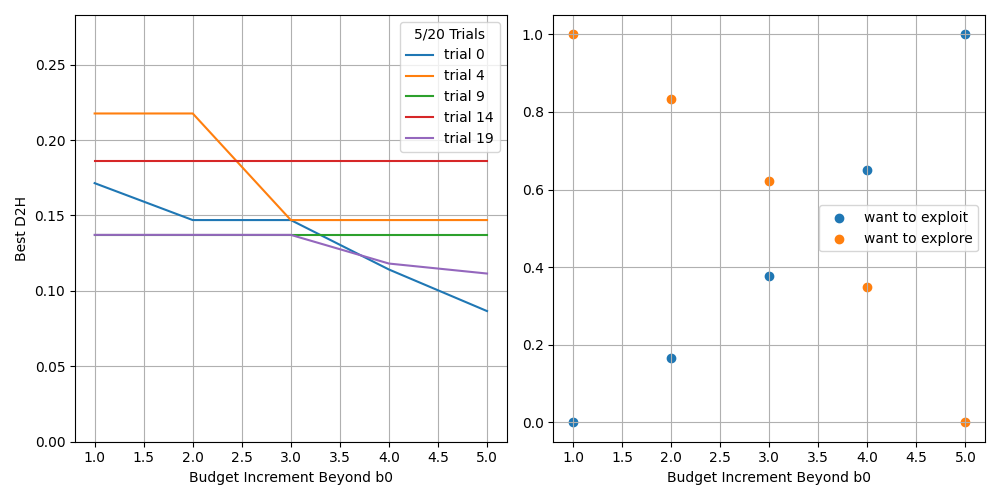 5/20 Trials
trial 0
trial 4
trial 9
trial 14
trial 19
0.25
0.20
0.15
0.10
0.05
0.00
Best D2H
1.0 1.5 2.0 2.5 3.0 3.5 4.0 4.5 5.0
Budget Increment Beyond b0
1.0
0.8
0.6
0.4
0.2
0.0
want to exploit
want to explore
1.0 1.5 2.0 2.5 3.0 3.5 4.0 4.5 5.0
Budget Increment Beyond b0